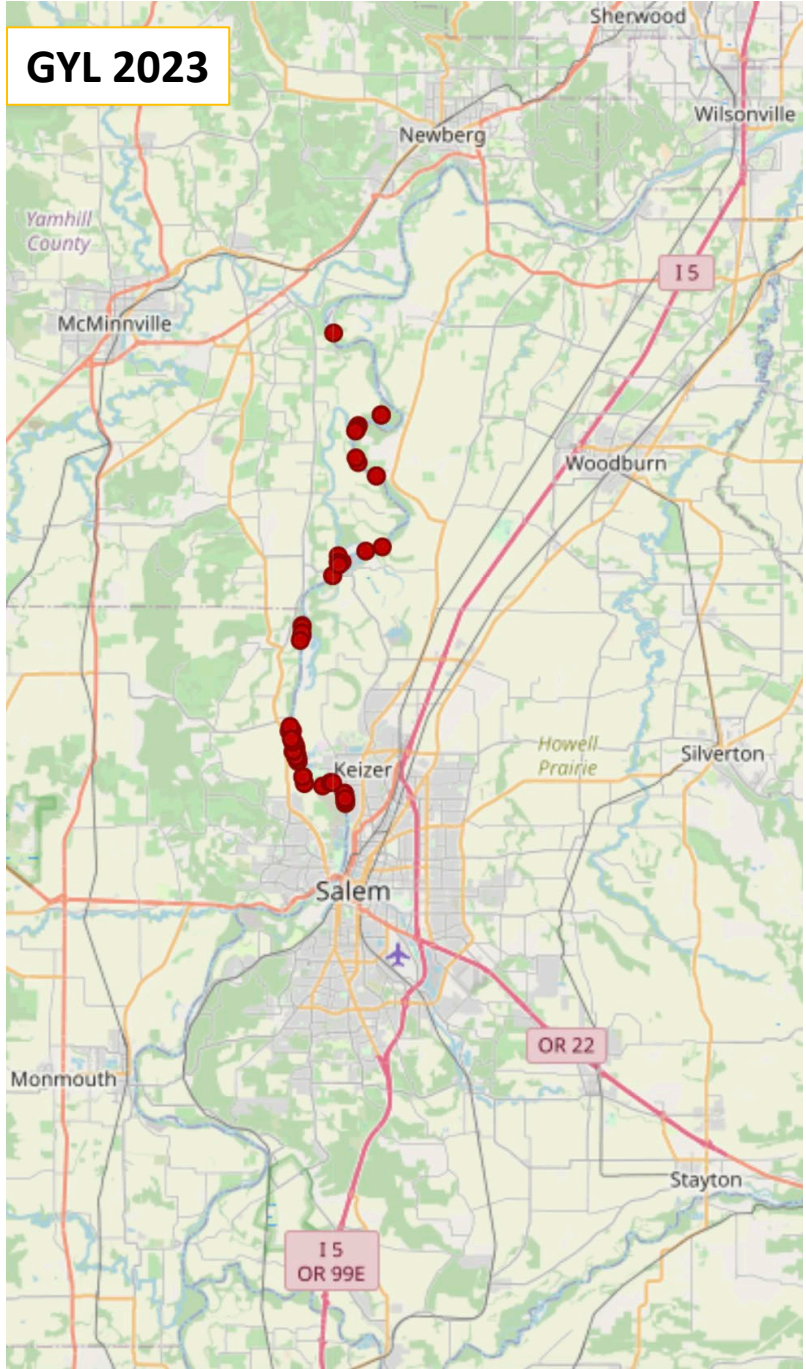 Sherwood
GYL 2023
Wilsonville
Newberg
Yamhill
County
I 5
McMinnville
Woodburn
Howell
Prairie
Silverton
Keizer
Salem
OR 22
Monmouth
Stayton
I 5
OR 99E